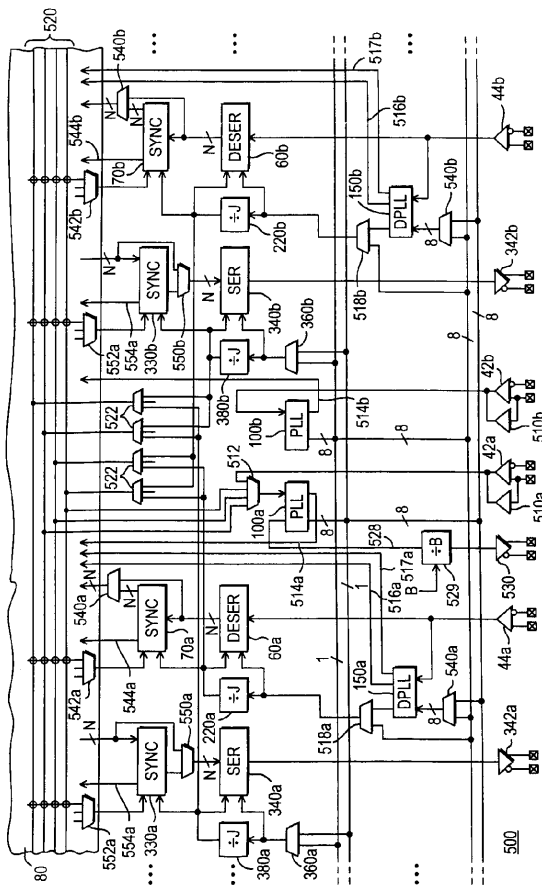 520
80
552a
554a
N
542a
544a
N
540a
N
522
522
552b
554a
N
542b
544b
N
540b
N
SYNC
330a
SYNC
70a
SYNC
330b
SYNC
70b
550a
N
N
512
550b
N
N
SER
340a
DESER
60a
SER
340b
DESER
60b
÷J
380a
÷J
220a
÷J
380b
÷J
220b
360a
514a
PLL
100a
PLL
100b
514b
360b
1
1
8
8
518a
516a
517a
528
518b
516b
517b
DPLL
150a
DPLL
150b
8
540a
B
÷B
529
8
540b
8
8
342a
44a
530
510a
42a
510b
42b
342b
44b
500